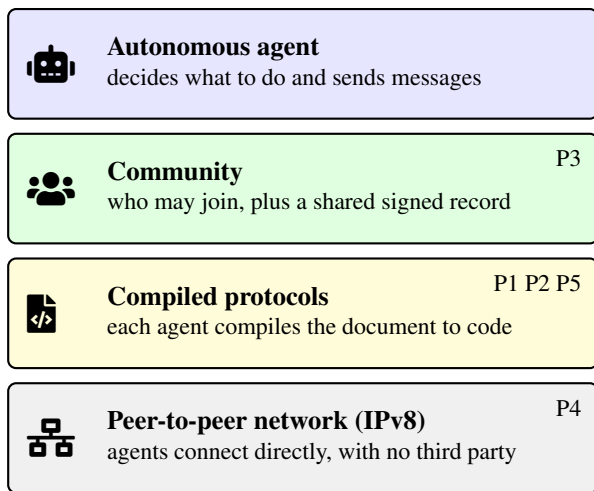 Autonomous agent
decides what to do and sends messages
P3
Community
who may join, plus a shared signed record
P1 P2 P5
Compiled protocols
each agent compiles the document to code
P4
Peer-to-peer network (IPv8)
agents connect directly, with no third party